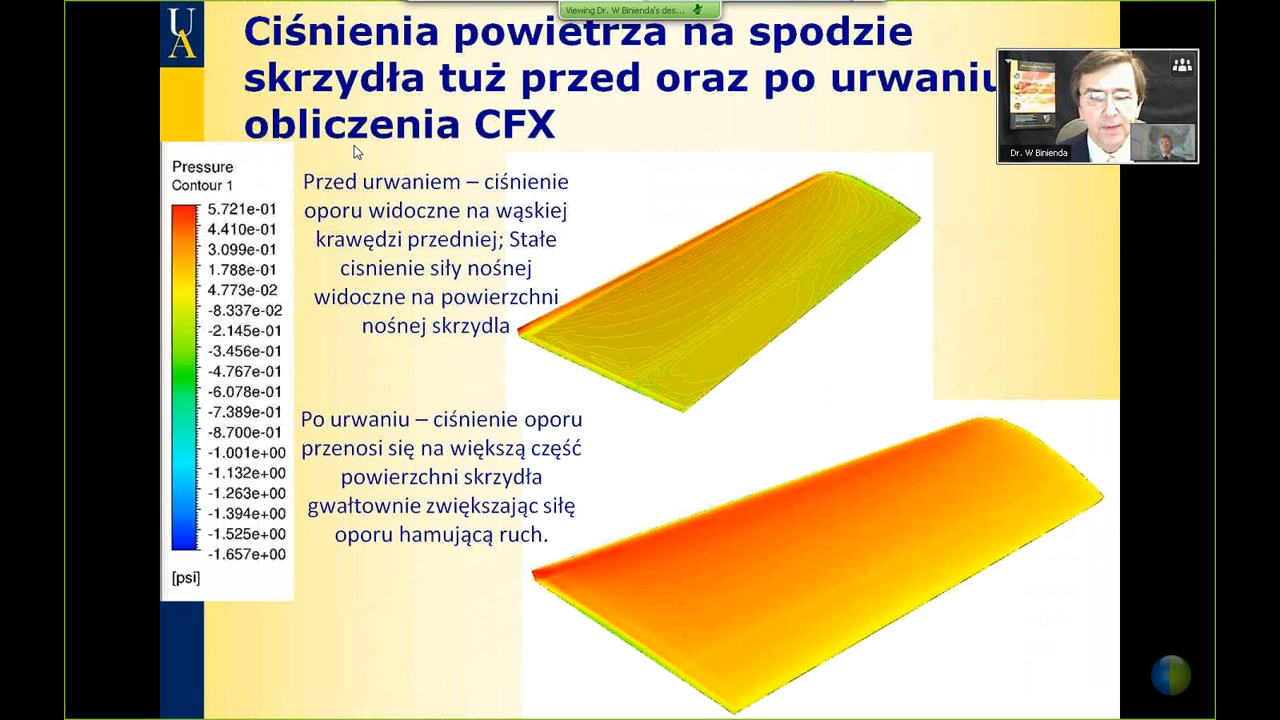 Viewing Dr. W Binienda's des...
UA
Ciśnienia powietrza na spodzie
skrzydła tuż przed oraz po urwaniu
obliczenia CFX
Dr. W Binienda
Pressure
Contour 1
5.721e-01
4.410e-01
3.099e-01
1.788e-01
4.773e-02
-8.337e-02
-2.145e-01
-3.456e-01
-4.767e-01
-6.078e-01
-7.389e-01
-8.700e-01
-1.001e+00
-1.132e+00
-1.263e+00
-1.394e+00
-1.525e+00
-1.657e+00
[psi]
Przed urwaniem – ciśnienie
oporu widoczne na wąskiej
krawędzi przedniej; Stałe
cisnienie siły nośnej
widoczne na powierzchni
nośnej skrzydla
Po urwaniu – ciśnienie oporu
przenosi się na większą część
powierzchni skrzydła
gwałtownie zwiększając siłę
oporu hamującą ruch.